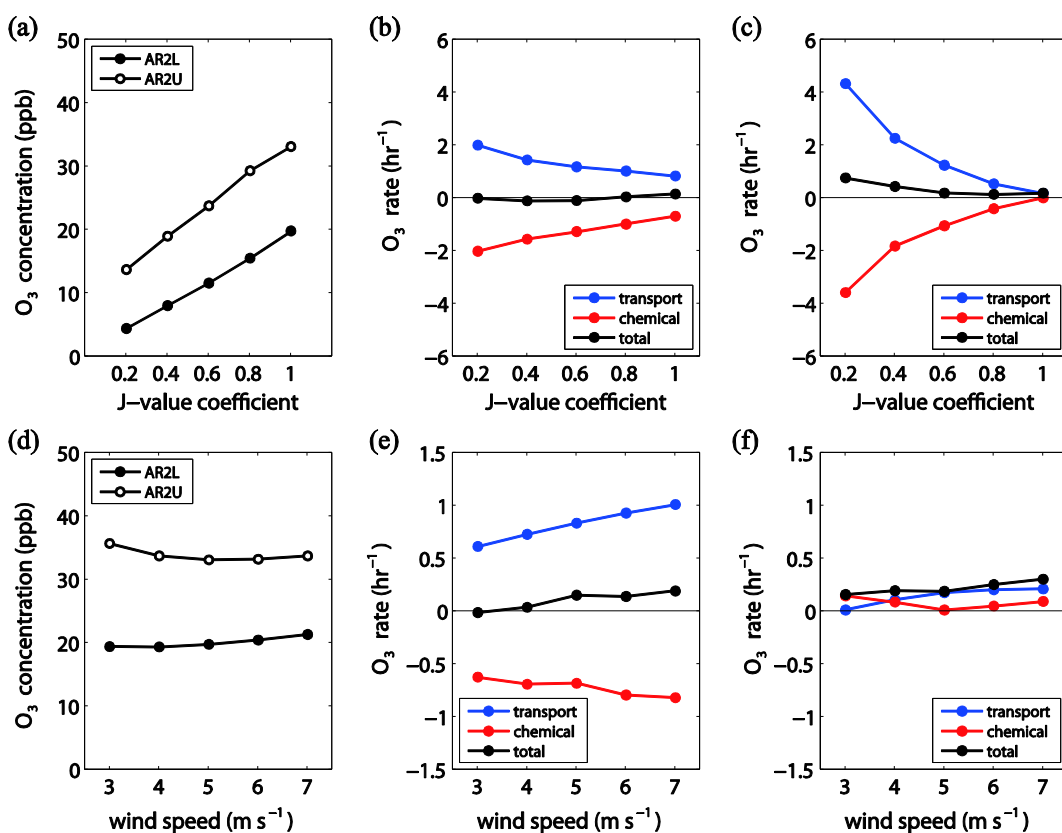 (a)
50
40
30
20
10
0
O₃ concentration (ppb)
AR2L
AR2U
0.2 0.4 0.6 0.8 1
J−value coefficient
(b)
6
4
2
0
−2
−4
−6
O₃ rate (hr⁻¹)
transport
chemical
total
0.2 0.4 0.6 0.8 1
J−value coefficient
(c)
6
4
2
0
−2
−4
−6
O₃ rate (hr⁻¹)
transport
chemical
total
0.2 0.4 0.6 0.8 1
J−value coefficient
(d)
50
40
30
20
10
0
O₃ concentration (ppb)
AR2L
AR2U
3 4 5 6 7
wind speed (m s⁻¹)
(e)
1.5
1
0.5
0
−0.5
−1
−1.5
O₃ rate (hr⁻¹)
transport
chemical
total
3 4 5 6 7
wind speed (m s⁻¹)
(f)
1.5
1
0.5
0
−0.5
−1
−1.5
O₃ rate (hr⁻¹)
transport
chemical
total
3 4 5 6 7
wind speed (m s⁻¹)